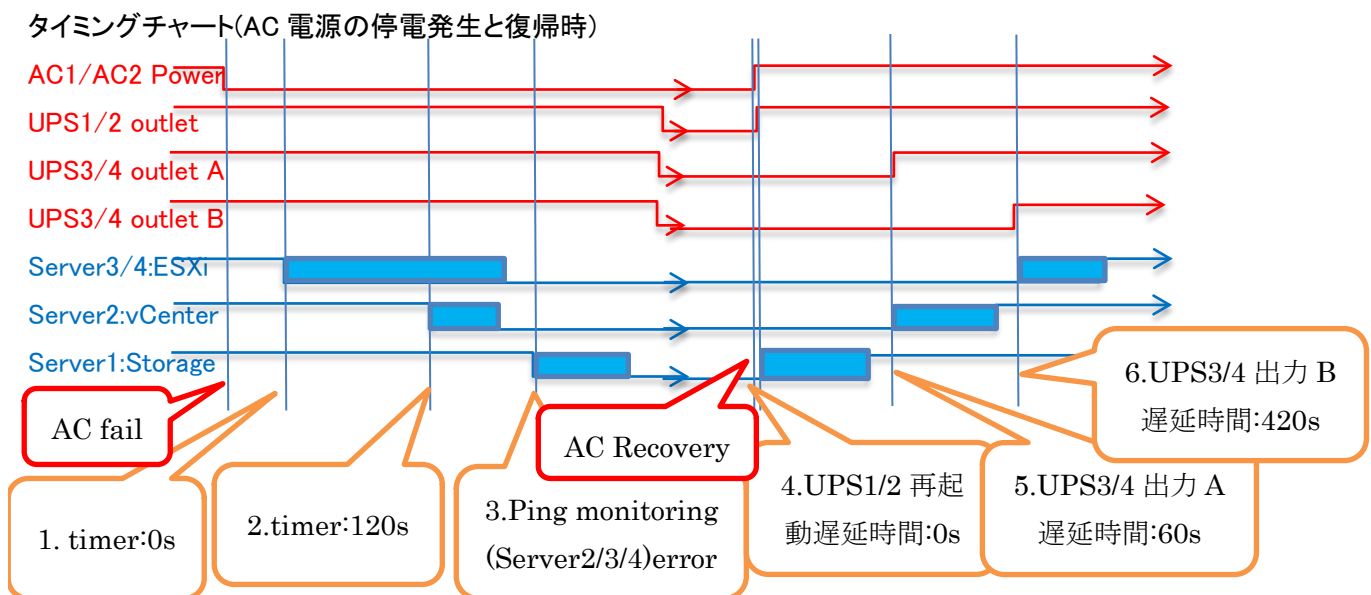 タイミングチャート(AC 電源の停電発生と復帰時)
AC1/AC2 Power
UPS1/2 outlet
UPS3/4 outlet A
UPS3/4 outlet B
Server3/4:ESXi
Server2:vCenter
Server1:Storage
AC fail
1. timer:0s
2.timer:120s
3.Ping monitoring
(Server2/3/4)error
AC Recovery
4.UPS1/2 再起
動遅延時間:0s
5.UPS3/4 出力 A
遅延時間:60s
6.UPS3/4 出力 B
遅延時間:420s